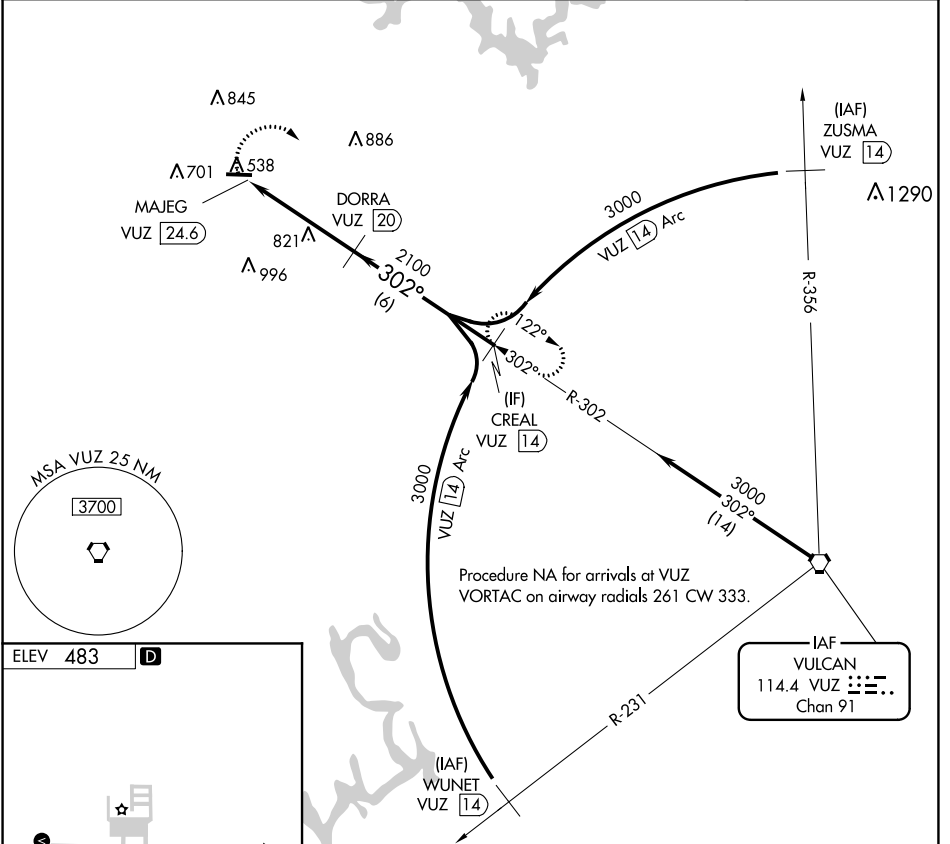 845
886
701
538
MAJEG
VUZ 24.6
DORRA
VUZ 20
821
996
2100
302°
(6)
3000
VUZ 14 Arc
(IAF)
ZUSMA
VUZ 14
1290
R-356
122°
302°
(IF)
CREAL
VUZ 14
R-302
3000
302°
(14)
MSA VUZ 25 NM
3700
3000
VUZ 14 Arc
Procedure NA for arrivals at VUZ
VORTAC on airway radials 261 CW 333.
IAF
VULCAN
114.4 VUZ
Chan 91
R-231
(IAF)
WUNET
VUZ 14
ELEV 483 D